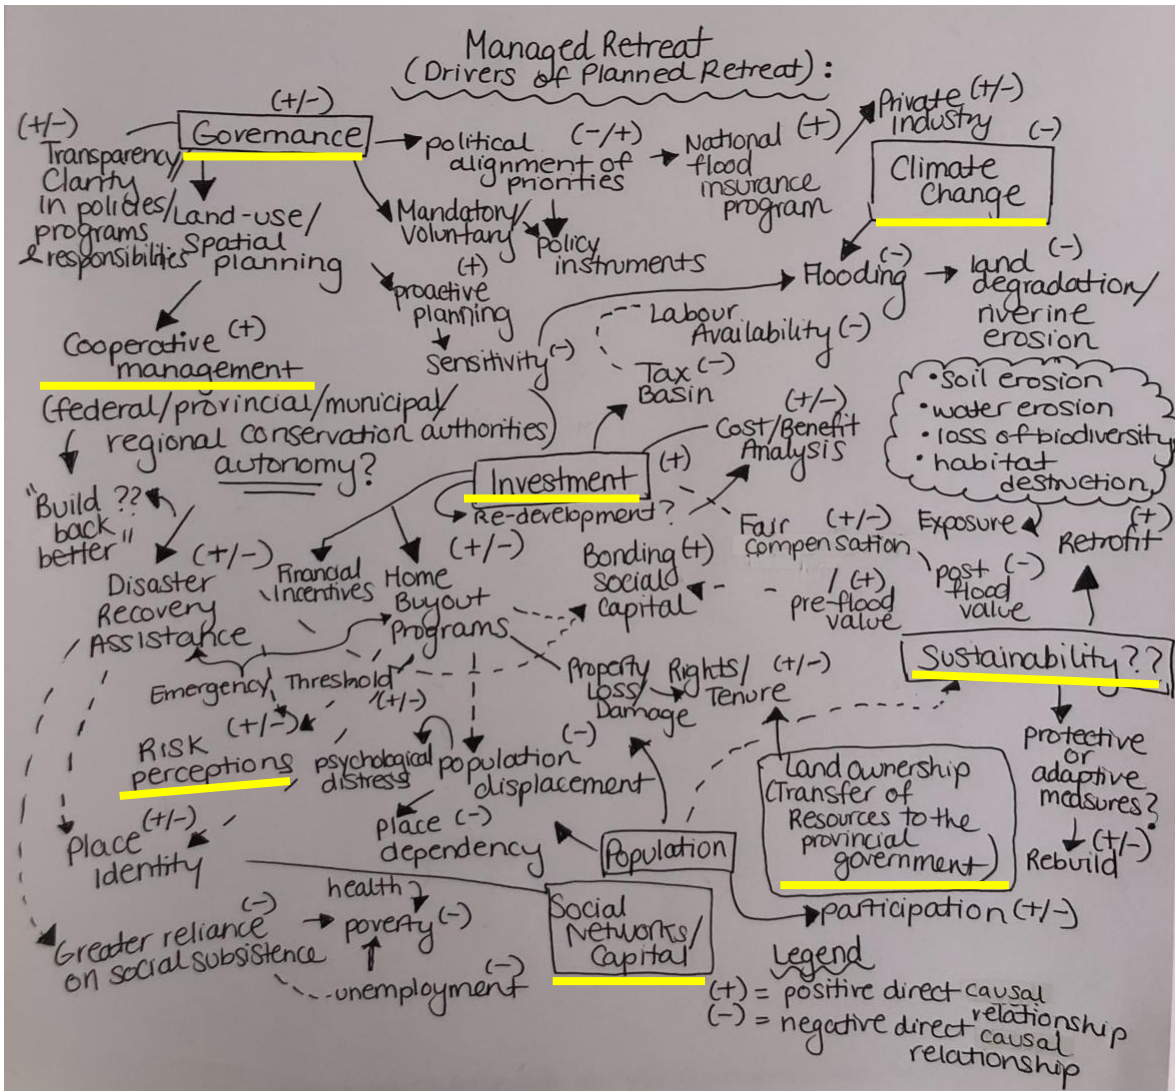 Managed Retreat
(Drivers of Planned Retreat):
(+/-)
Governance
(+/-)
Transparency/
Clarity
in policies/
programs
& responsibilities
Land-use/
Spatial
planning
political (-/+)
alignment of
priorities
National (+)
flood
insurance
program
Private (+/-)
industry
(-)
Climate
Change
Mandatory/
Voluntary
policy
instruments
(+)
proactive
planning
Sensitivity (-)
Flooding (-)
land (-)
degradation/
riverine
erosion
Labour
Availability (-)
Tax (-)
Basin
Cooperative (+)
management
(federal/provincial/municipal/
regional conservation authorities)
autonomy?
• Soil erosion
• water erosion
• loss of biodiversity
• habitat
destruction
(+/-)
Cost/Benefit
Analysis
Investment (+)
Re-development?
"Build ??
back
better"
(+/-)
Disaster
Recovery
Assistance
Financial
Incentives
(+/-)
Home
Buyout
Programs
Bonding (+)
Social
Capital
Fair (+/-)
compensation
/ (+)
pre-flood
value
Exposure
post (-)
flood
value
(+)
Retrofit
Sustainability??
Emergency
Threshold
(+/-)
Property
Loss/
Damage
Rights/ (+/-)
Tenure
Risk (+/-)
perceptions
psychological
distress
population (-)
displacement
Land ownership
(Transfer of
Resources to the
provincial
government)
protective
or
adaptive
measures?
Rebuild (+/-)
Place (+/-)
Identity
Place (-)
dependency
Population
health
poverty (-)
Social
Networks/
Capital
participation (+/-)
Greater reliance (-)
on social subsistence
unemployment (-)
Legend
(+) = positive direct causal
relationship
(-) = negative direct causal
relationship